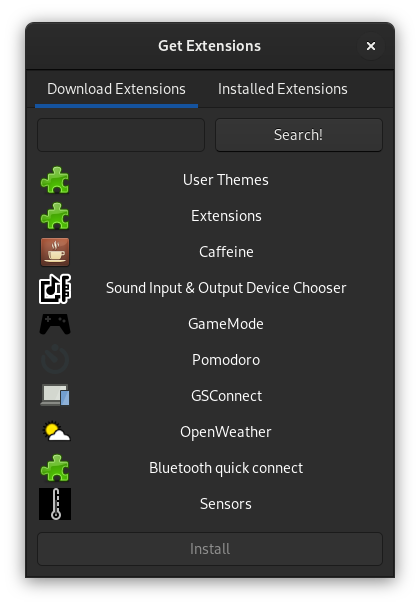 Get Extensions
Download Extensions
Installed Extensions
Search!
User Themes
Extensions
Caffeine
Sound Input & Output Device Chooser
GameMode
Pomodoro
GSConnect
OpenWeather
Bluetooth quick connect
Sensors
Install